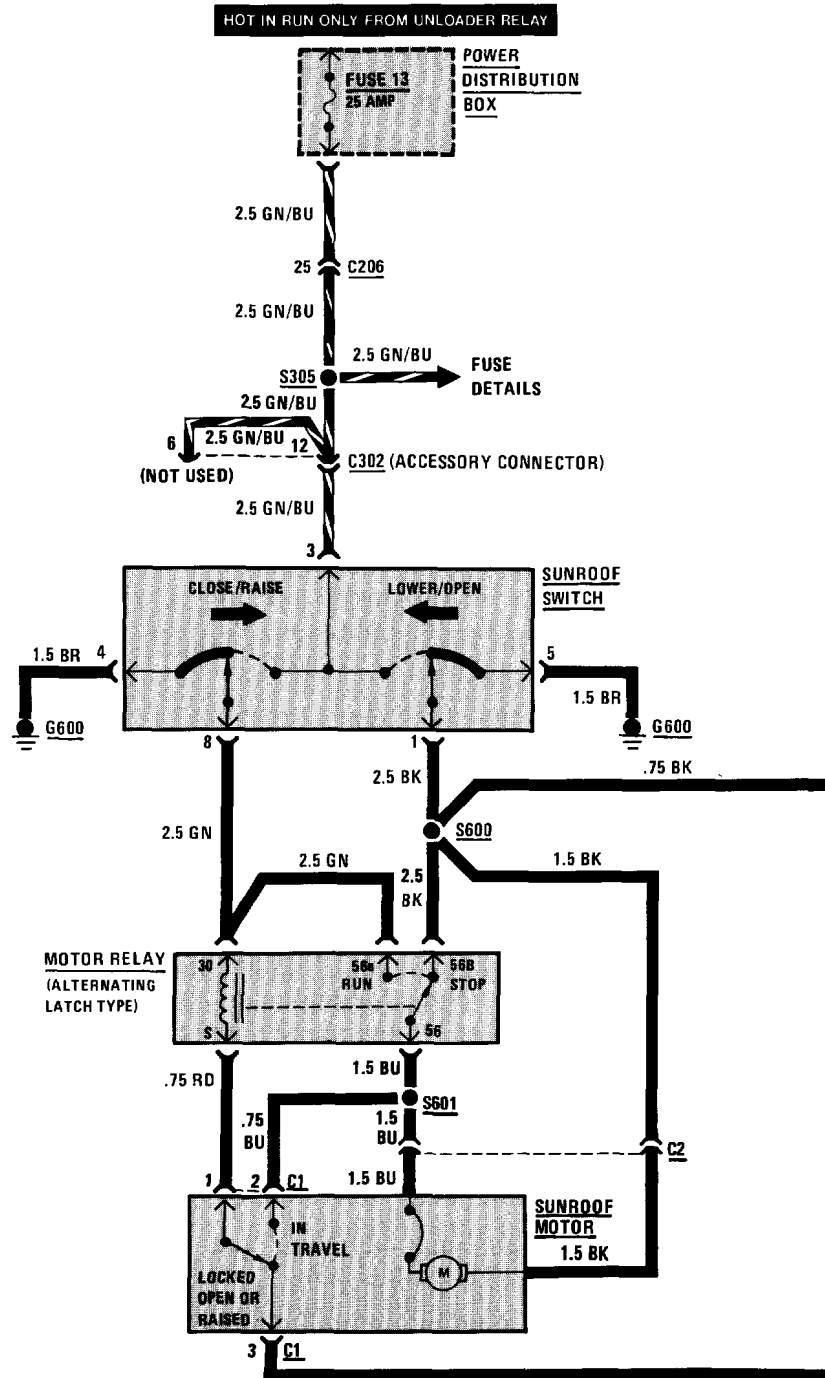 HOT IN RUN ONLY FROM UNLOADER RELAY
POWER
DISTRIBUTION
BOX
FUSE 13
25 AMP
2.5 GN/BU
25
C206
2.5 GN/BU
2.5 GN/BU
S305
FUSE
DETAILS
2.5 GN/BU
6
2.5 GN/BU
12
(NOT USED)
C302 (ACCESSORY CONNECTOR)
2.5 GN/BU
3
SUNROOF
SWITCH
CLOSE/RAISE
LOWER/OPEN
1.5 BR
4
5
1.5 BR
G600
G600
8
1
2.5 BK
.75 BK
S600
2.5 GN
2.5 GN
2.5
BK
1.5 BK
MOTOR RELAY
(ALTERNATING
LATCH TYPE)
30
56a
RUN
56B
STOP
S
56
.75 RD
1.5 BU
S601
.75
BU
1.5
BU
C2
1
2
C1
1.5 BU
SUNROOF
MOTOR
IN
TRAVEL
1.5 BK
M
LOCKED
OPEN OR
RAISED
3
C1